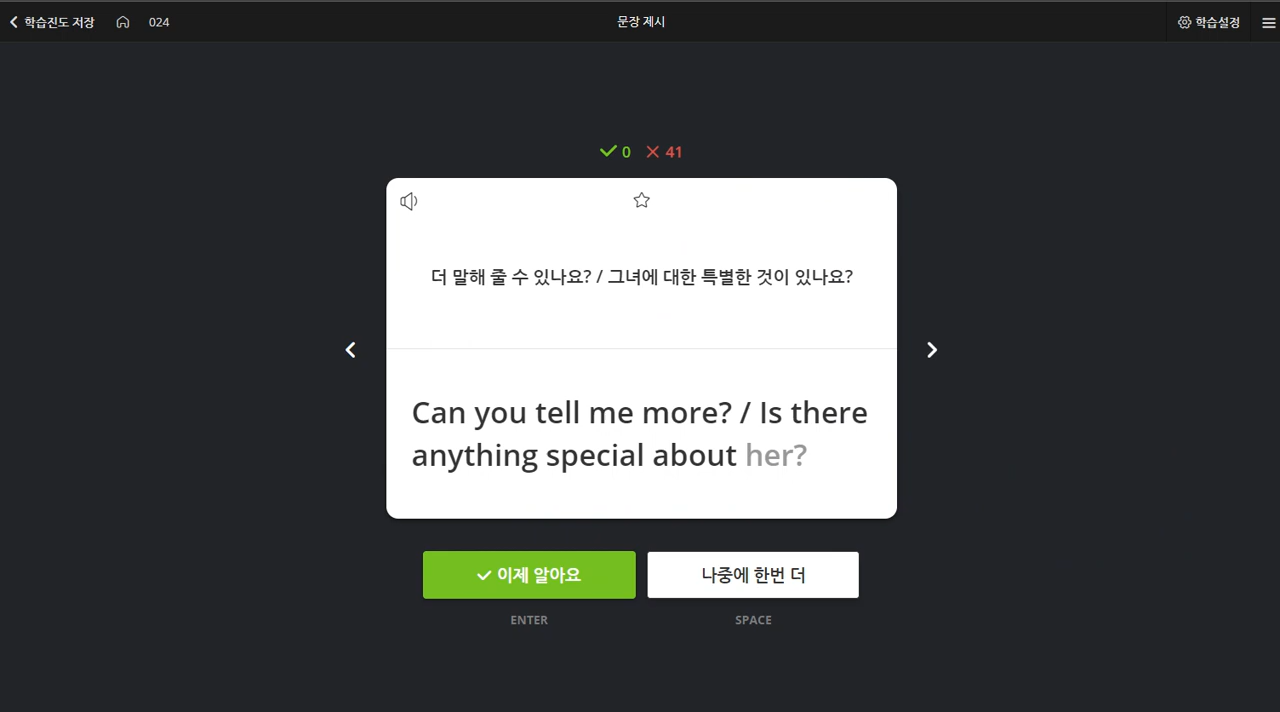 학습진도 저장
024
문장 제시
학습설정
0
41
더 말해 줄 수 있나요? / 그녀에 대한 특별한 것이 있나요?
Can you tell me more? / Is there
anything special about her?
이제 알아요
나중에 한번 더
ENTER
SPACE